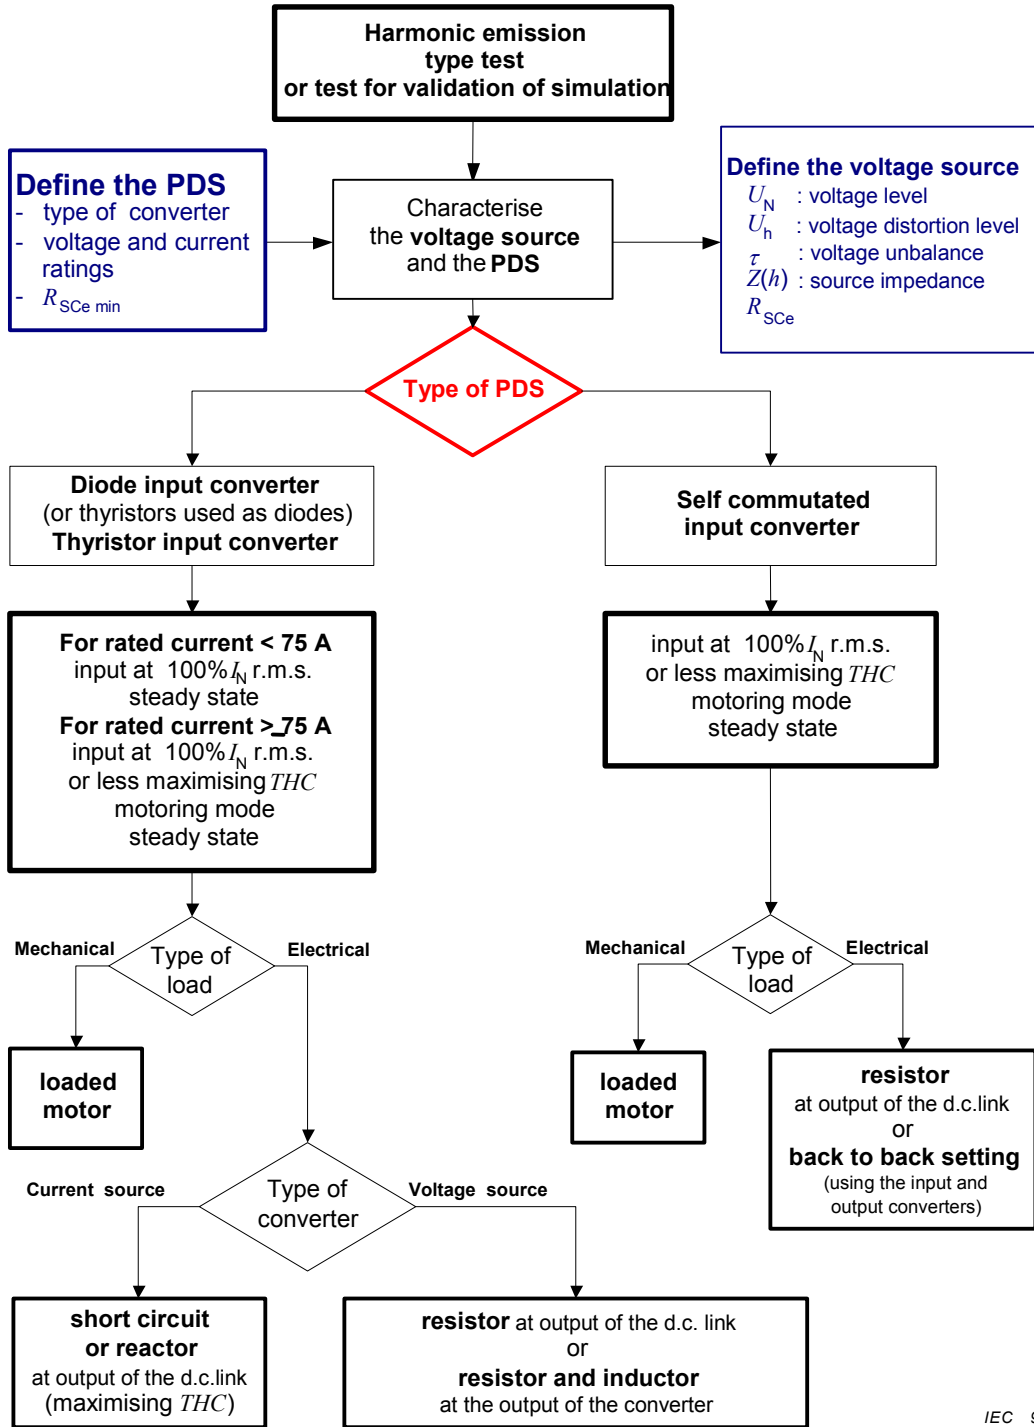 Harmonic emission
type test
or test for validation of simulation
Define the PDS
- type of converter
- voltage and current
ratings
- R SCe min
Characterise
the voltage source
and the PDS
Define the voltage source
U N : voltage level
U h : voltage distortion level
τ : voltage unbalance
Z(h) : source impedance
R SCe
Type of PDS
Diode input converter
(or thyristors used as diodes)
Thyristor input converter
Self commutated
input converter
For rated current < 75 A
input at 100% I N r.m.s.
steady state
For rated current ≥ 75 A
input at 100% I N r.m.s.
or less maximising THC
motoring mode
steady state
input at 100% I N r.m.s.
or less maximising THC
motoring mode
steady state
Mechanical
Type of
load
Electrical
Mechanical
Type of
load
Electrical
loaded
motor
loaded
motor
resistor
at output of the d.c.link
or
back to back setting
(using the input and
output converters)
Current source
Type of
converter
Voltage source
short circuit
or reactor
at output of the d.c.link
(maximising THC)
resistor at output of the d.c. link
or
resistor and inductor
at the output of the converter
IEC